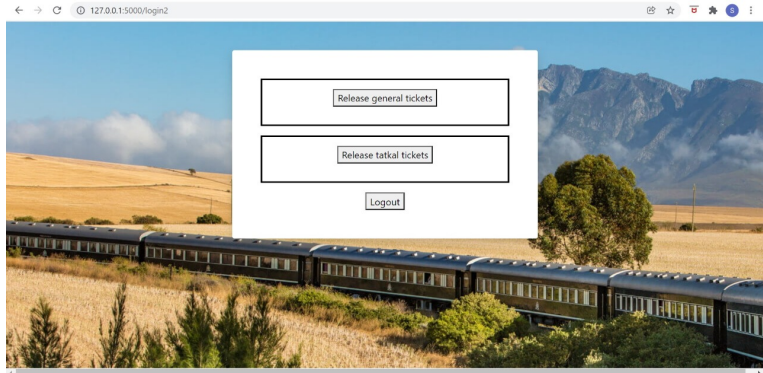 127.0.0.1:5000/login2
S
Release general tickets
Release tatkal tickets
Logout